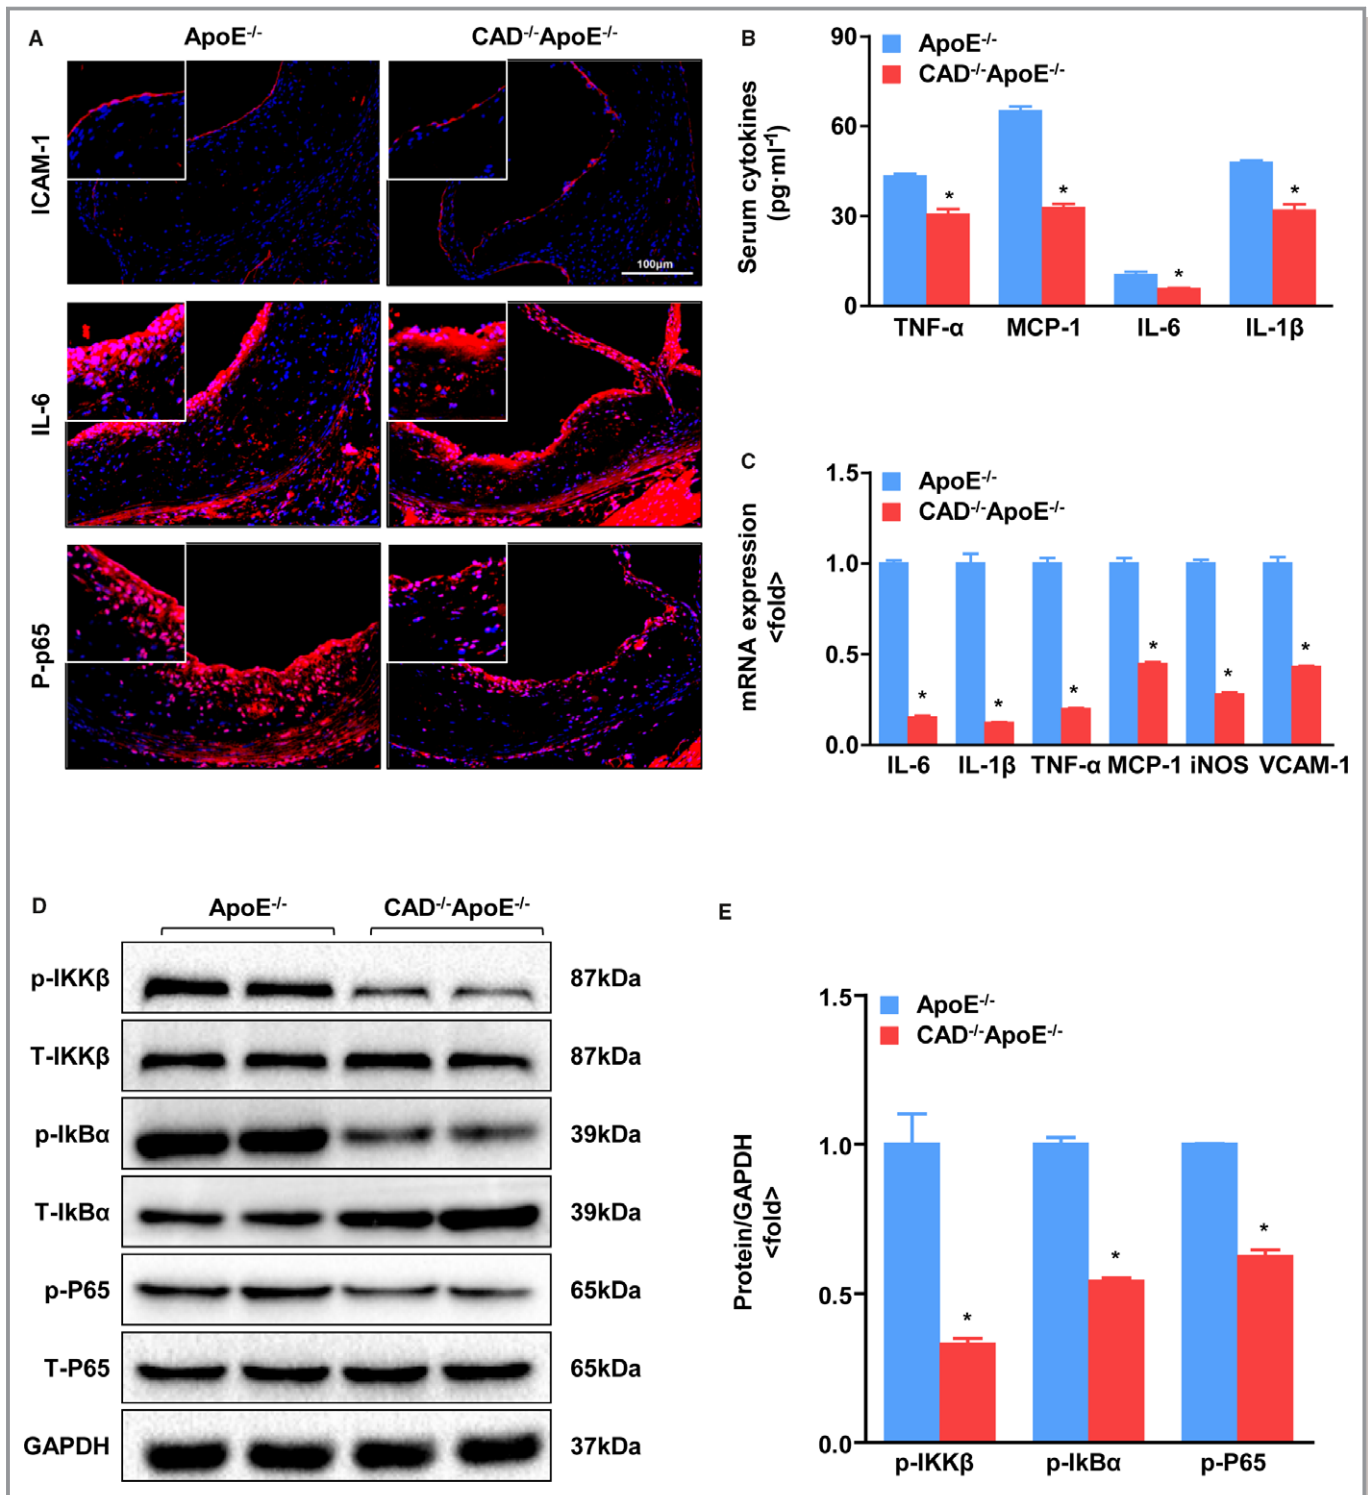 A
ApoE⁻/⁻
CAD⁻/⁻ApoE⁻/⁻
ICAM-1
100µm
IL-6
P-p65
B
ApoE⁻/⁻
CAD⁻/⁻ApoE⁻/⁻
Serum cytokines
(pg·ml⁻¹)
90
60
30
0
*
*
*
*
TNF-α MCP-1 IL-6 IL-1β
C
ApoE⁻/⁻
CAD⁻/⁻ApoE⁻/⁻
mRNA expression
<fold>
1.5
1.0
0.5
0.0
*
*
*
*
*
*
IL-6 IL-1β TNF-α MCP-1 iNOS VCAM-1
D
ApoE⁻/⁻
CAD⁻/⁻ApoE⁻/⁻
p-IKKβ 87kDa
T-IKKβ 87kDa
p-IkBα 39kDa
T-IkBα 39kDa
p-P65 65kDa
T-P65 65kDa
GAPDH 37kDa
E
ApoE⁻/⁻
CAD⁻/⁻ApoE⁻/⁻
Protein/GAPDH
<fold>
1.5
1.0
0.5
0.0
*
*
*
p-IKKβ p-IkBα p-P65